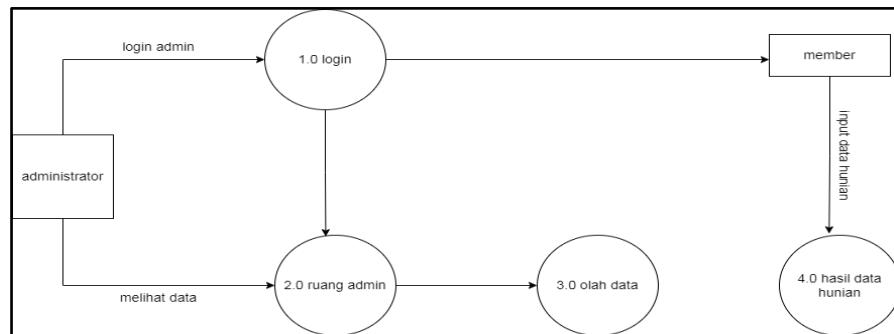 login admin
1.0 login
member
input data hunian
administrator
melihat data
2.0 ruang admin
3.0 olah data
4.0 hasil data
hunian